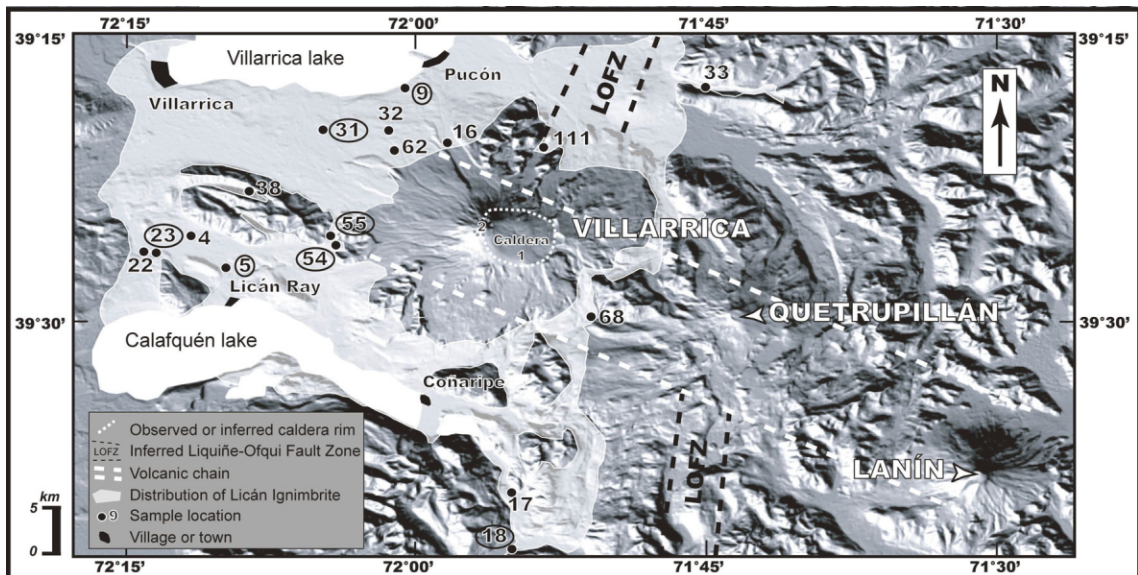 72°15' 72°00' 71°45' 71°30'
39°15' 39°15'
Villarrica lake
Pucón
Villarrica
LOFZ
33
N
9
31
32
62
16
111
38
55
VILLARRICA
2
Caldera
1
23
4
54
22
5
Licán Ray
68
QUETRUPILLÁN
39°30' 39°30'
Calafquén lake
Coñaripe
LANÍN
LOFZ
17
18
Observed or inferred caldera rim
LOFZ Inferred Liquiñe-Ofqui Fault Zone
Volcanic chain
Distribution of Licán Ignimbrite
9 Sample location
Village or town
km
5
0
72°15' 72°00' 71°45' 71°30'